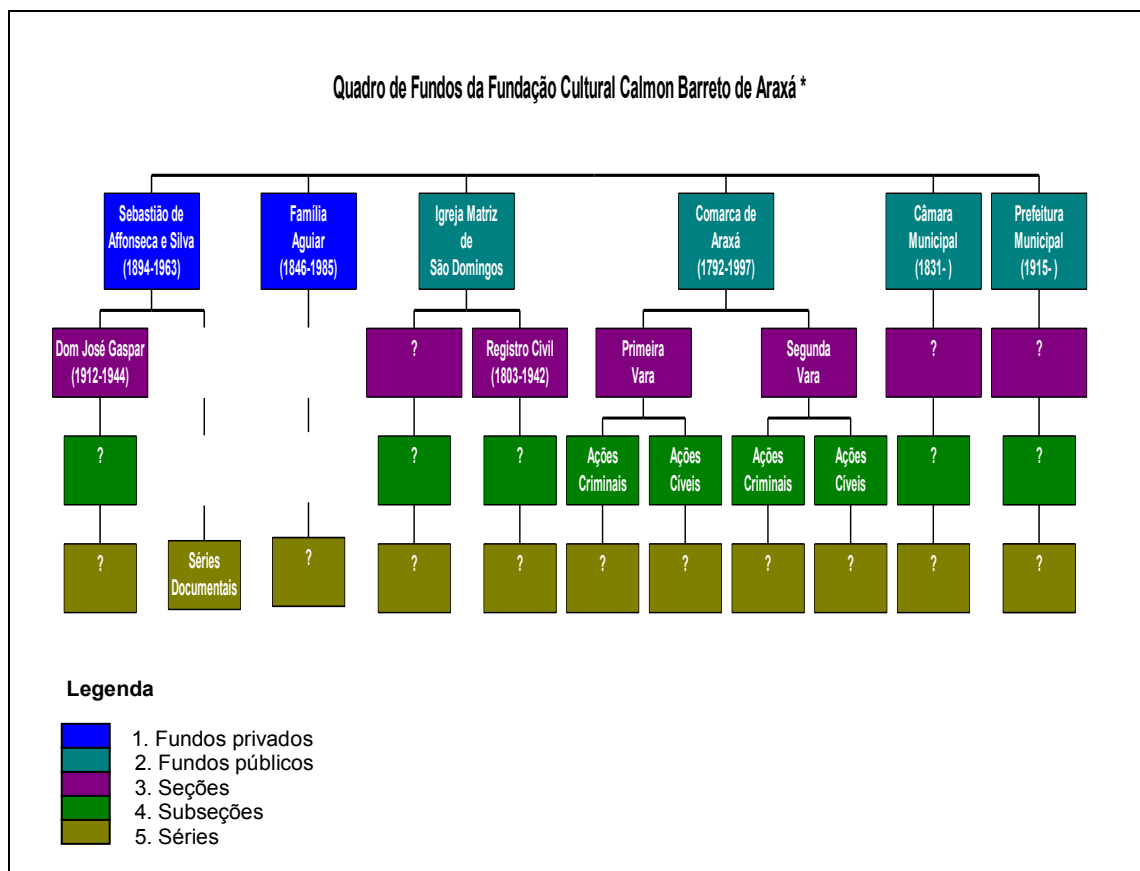 Quadro de Fundos da Fundação Cultural Calmon Barreto de Araxá *
Sebastião de
Affonseca e Silva
(1894-1963)
Família
Aguiar
(1846-1985)
Igreja Matriz
de
São Domingos
Comarca de
Araxá
(1792-1997)
Câmara
Municipal
(1831- )
Prefeitura
Municipal
(1915- )
Dom José Gaspar
(1912-1944)
?
Registro Civil
(1803-1942)
Primeira
Vara
Segunda
Vara
?
?
?
?
?
Ações
Criminais
Ações
Cíveis
Ações
Criminais
Ações
Cíveis
?
?
?
Séries
Documentais
?
?
?
?
?
?
?
?
?
Legenda
1. Fundos privados
2. Fundos públicos
3. Seções
4. Subseções
5. Séries